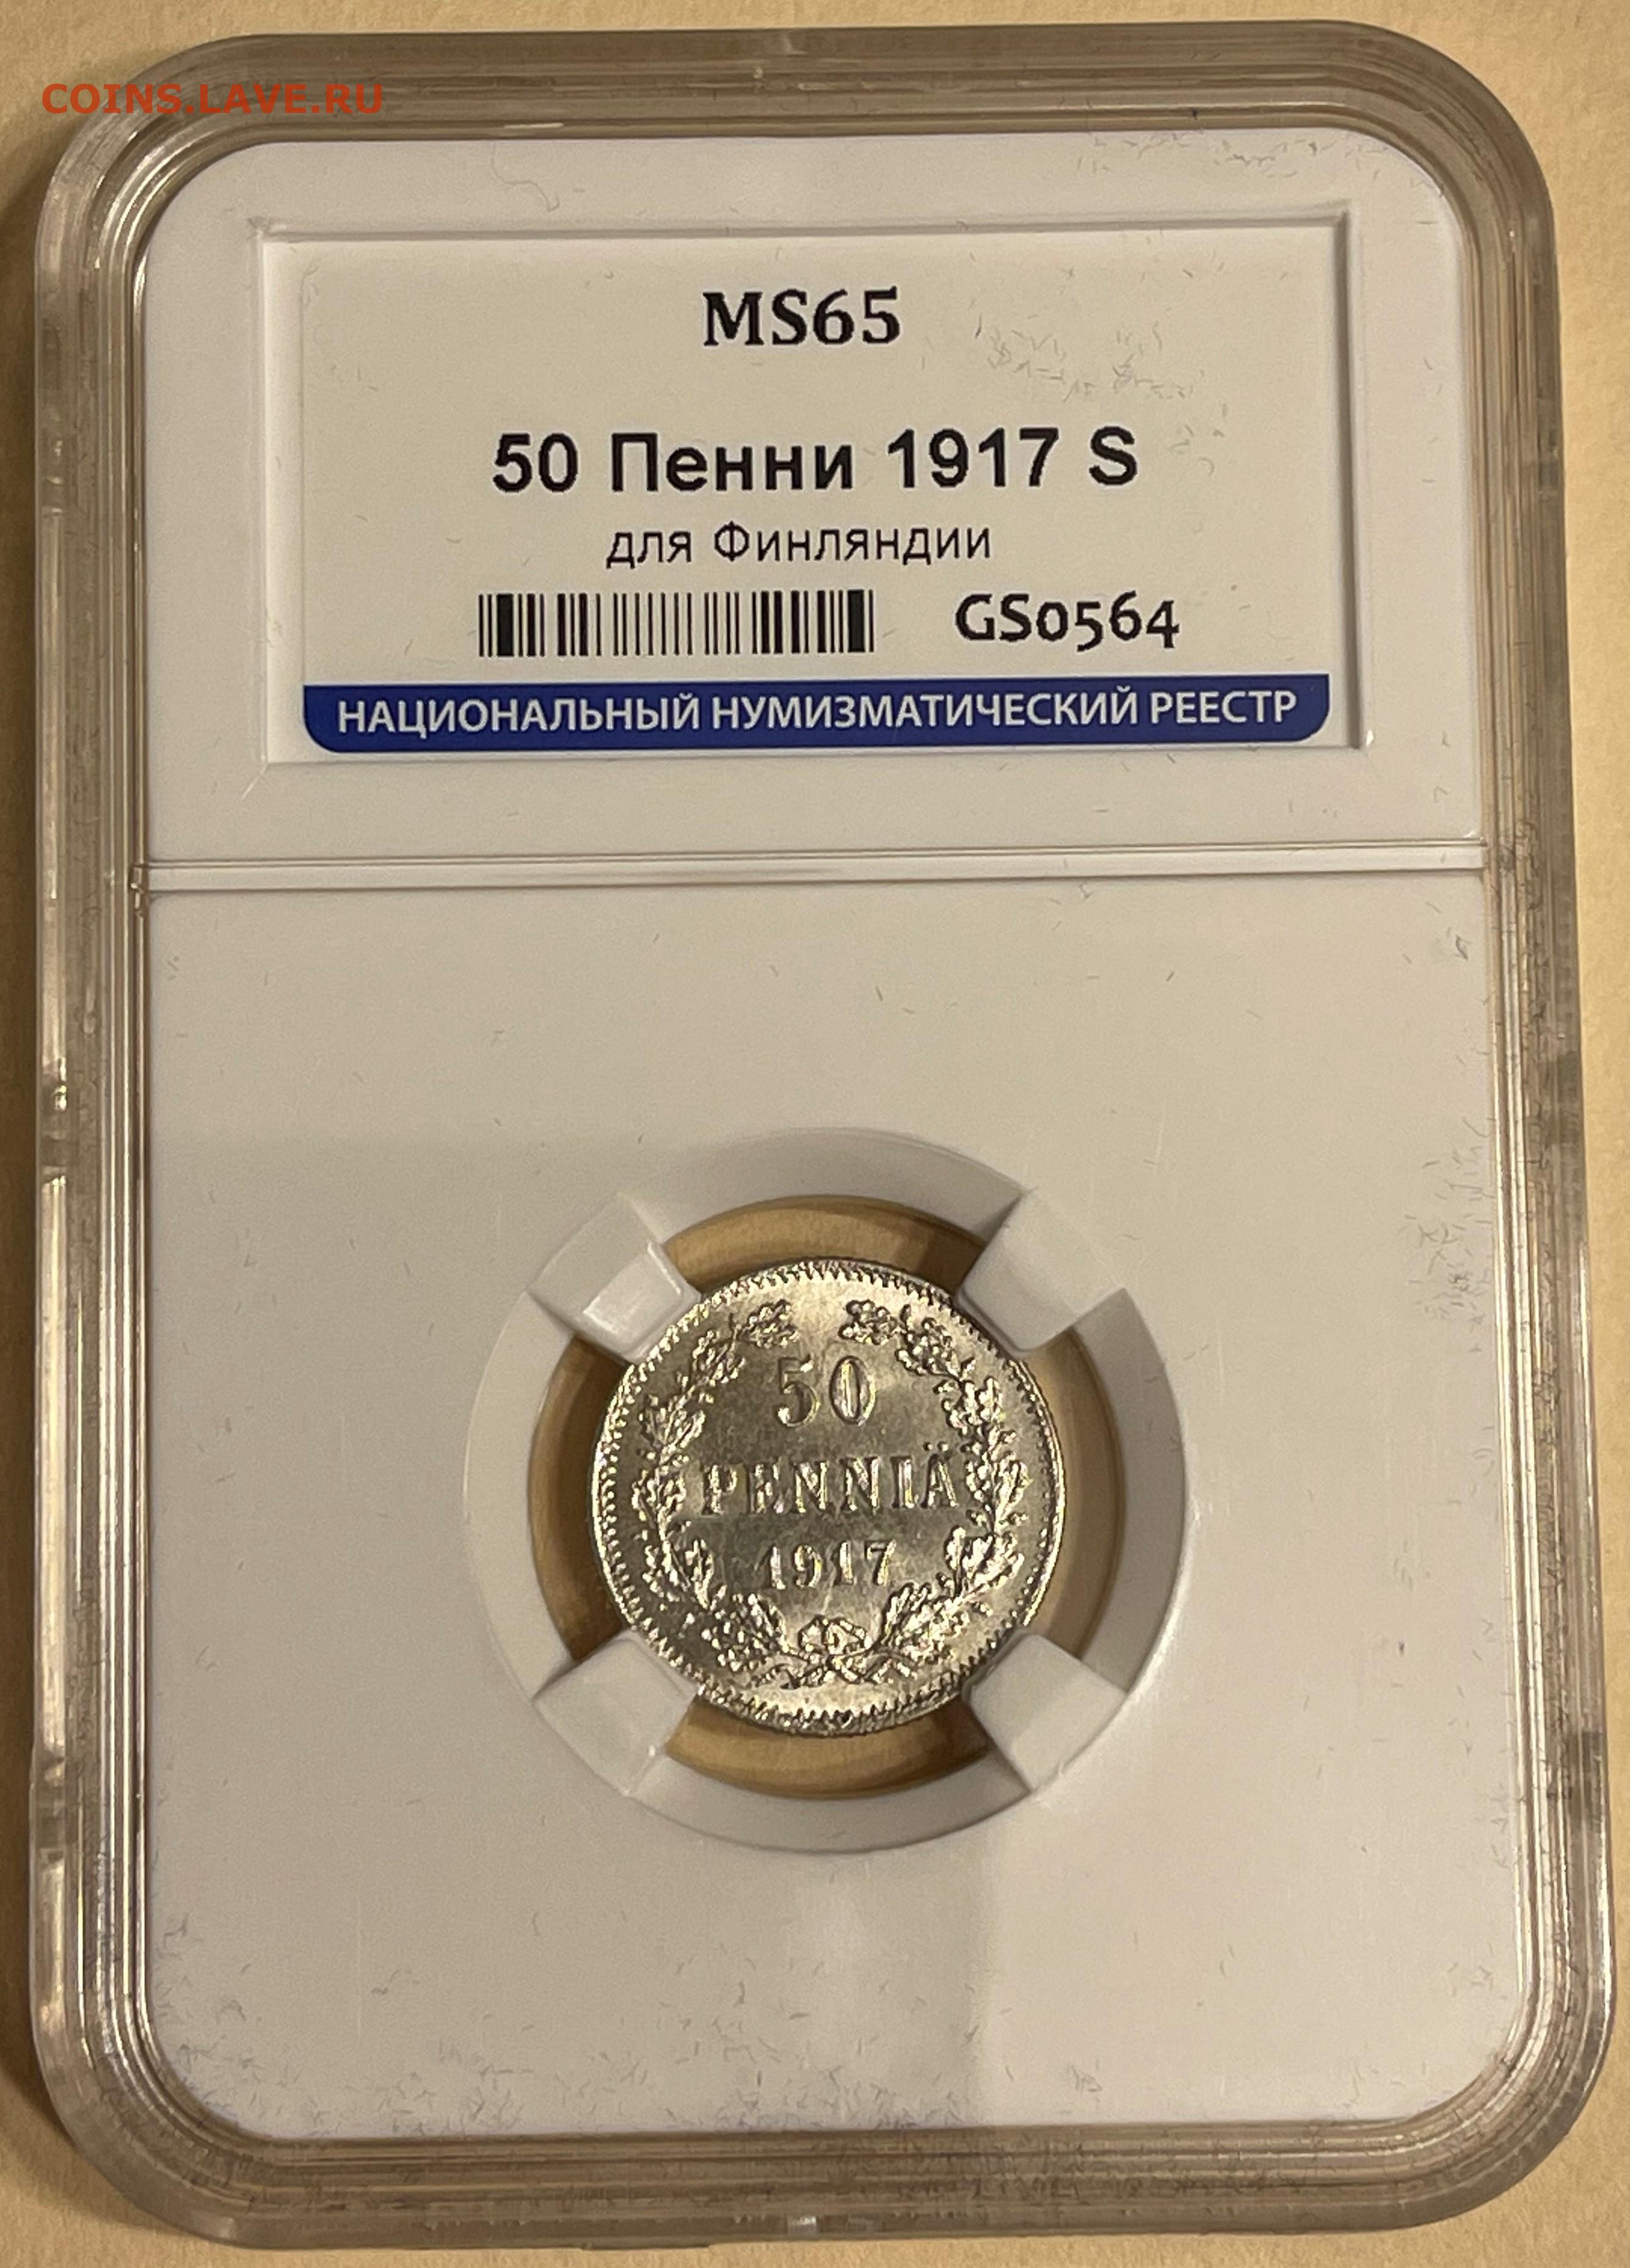 COINS.LAVE.RU
MS65
50 Пенни 1917 S
для Финляндии
GS0564
НАЦИОНАЛЬНЫЙ НУМИЗМАТИЧЕСКИЙ РЕЕСТР
50
PENNIÄ
1917